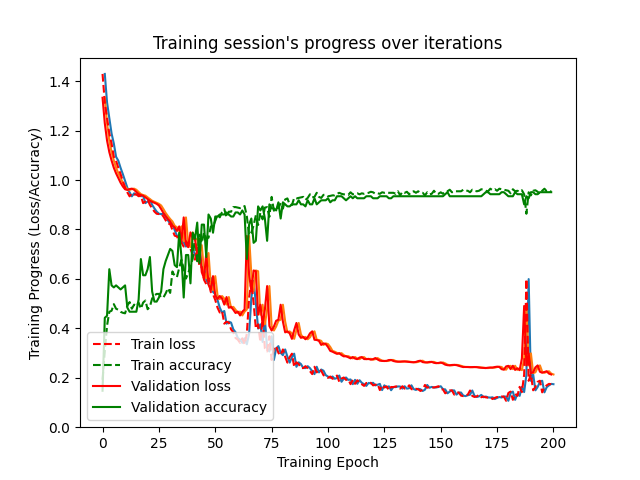 Training session's progress over iterations
Training Progress (Loss/Accuracy)
1.4
1.2
1.0
0.8
0.6
0.4
0.2
0.0
Train loss
Train accuracy
Validation loss
Validation accuracy
0 25 50 75 100 125 150 175 200
Training Epoch